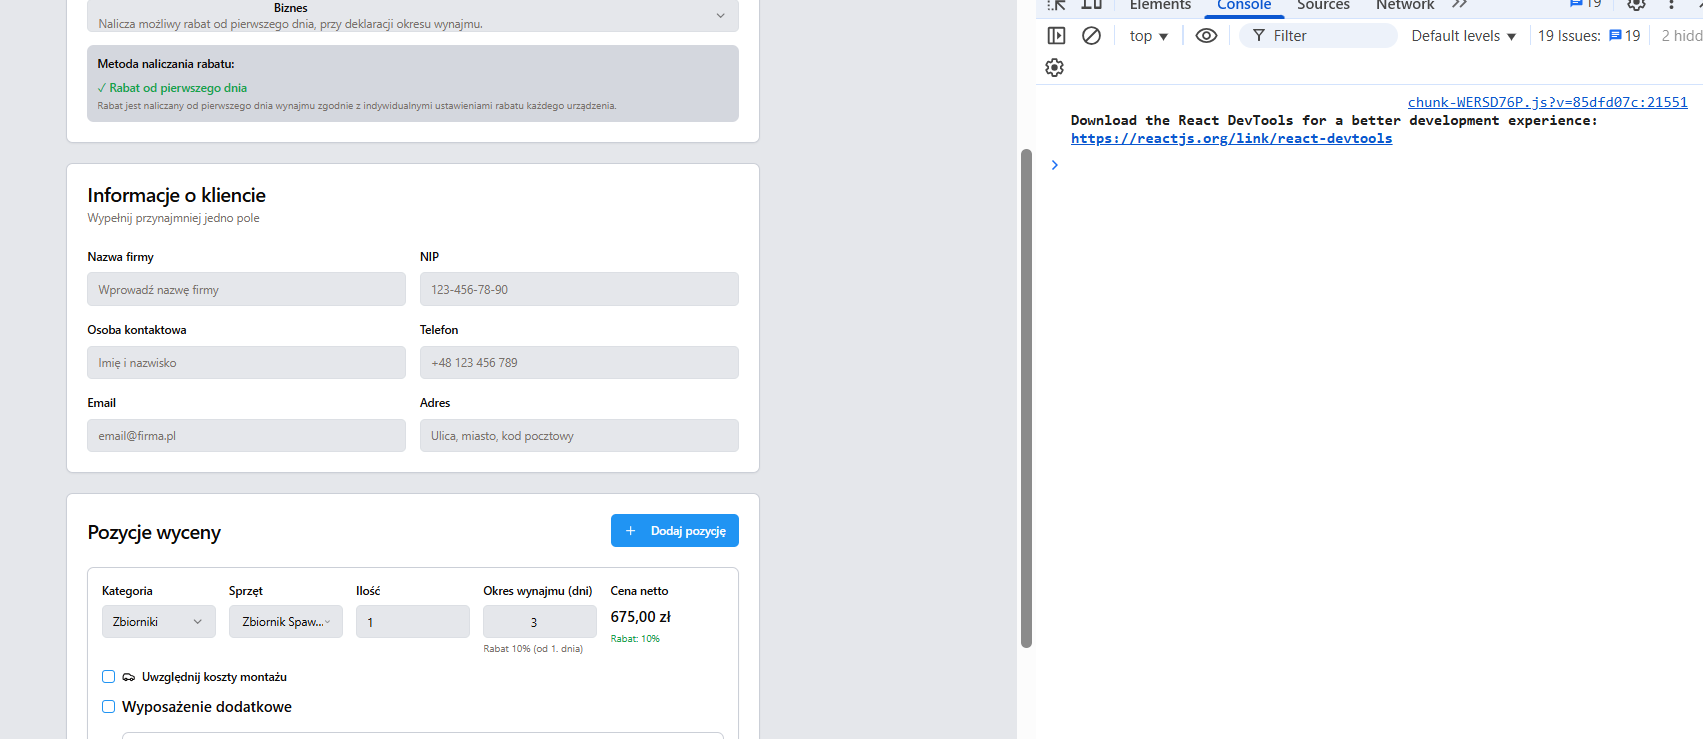 Biznes
Nalicza możliwy rabat od pierwszego dnia, przy deklaracji okresu wynajmu.
Metoda naliczania rabatu:
✓ Rabat od pierwszego dnia
Rabat jest naliczany od pierwszego dnia wynajmu zgodnie z indywidualnymi ustawieniami rabatu każdego urządzenia.
Informacje o kliencie
Wypełnij przynajmniej jedno pole
Nazwa firmy
NIP
Wprowadź nazwę firmy
123-456-78-90
Osoba kontaktowa
Telefon
Imię i nazwisko
+48 123 456 789
Email
Adres
email@firma.pl
Ulica, miasto, kod pocztowy
Pozycje wyceny
+ Dodaj pozycję
Kategoria
Sprzęt
Ilość
Okres wynajmu (dni)
Cena netto
Zbiorniki
Zbiornik Spaw...
1
3
675,00 zł
Rabat 10% (od 1. dnia)
Rabat: 10%
Uwzględnij koszty montażu
Wyposażenie dodatkowe
Elements
Console
Sources
Network
19
top
Filter
Default levels
19 Issues:
19
2 hidd
chunk-WERSD76P.js?v=85dfd07c:21551
Download the React DevTools for a better development experience:
https://reactjs.org/link/react-devtools